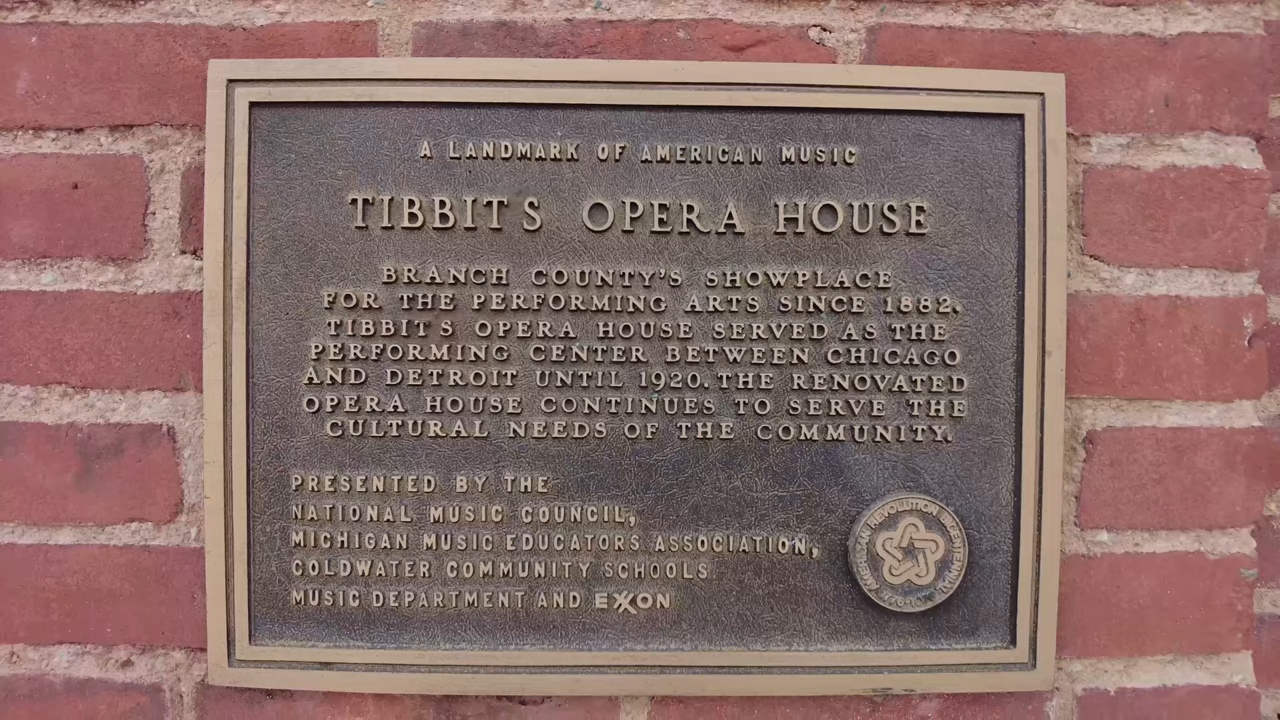 A LANDMARK OF AMERICAN MUSIC
TIBBITS OPERA HOUSE
BRANCH COUNTY'S SHOWPLACE
FOR THE PERFORMING ARTS SINCE 1882.
TIBBITS OPERA HOUSE SERVED AS THE
PERFORMING CENTER BETWEEN CHICAGO
AND DETROIT UNTIL 1920. THE RENOVATED
OPERA HOUSE CONTINUES TO SERVE THE
CULTURAL NEEDS OF THE COMMUNITY.
PRESENTED BY THE
NATIONAL MUSIC COUNCIL,
MICHIGAN MUSIC EDUCATORS ASSOCIATION,
COLDWATER COMMUNITY SCHOOLS
MUSIC DEPARTMENT AND EXXON
AMERICAN REVOLUTION BICENTENNIAL